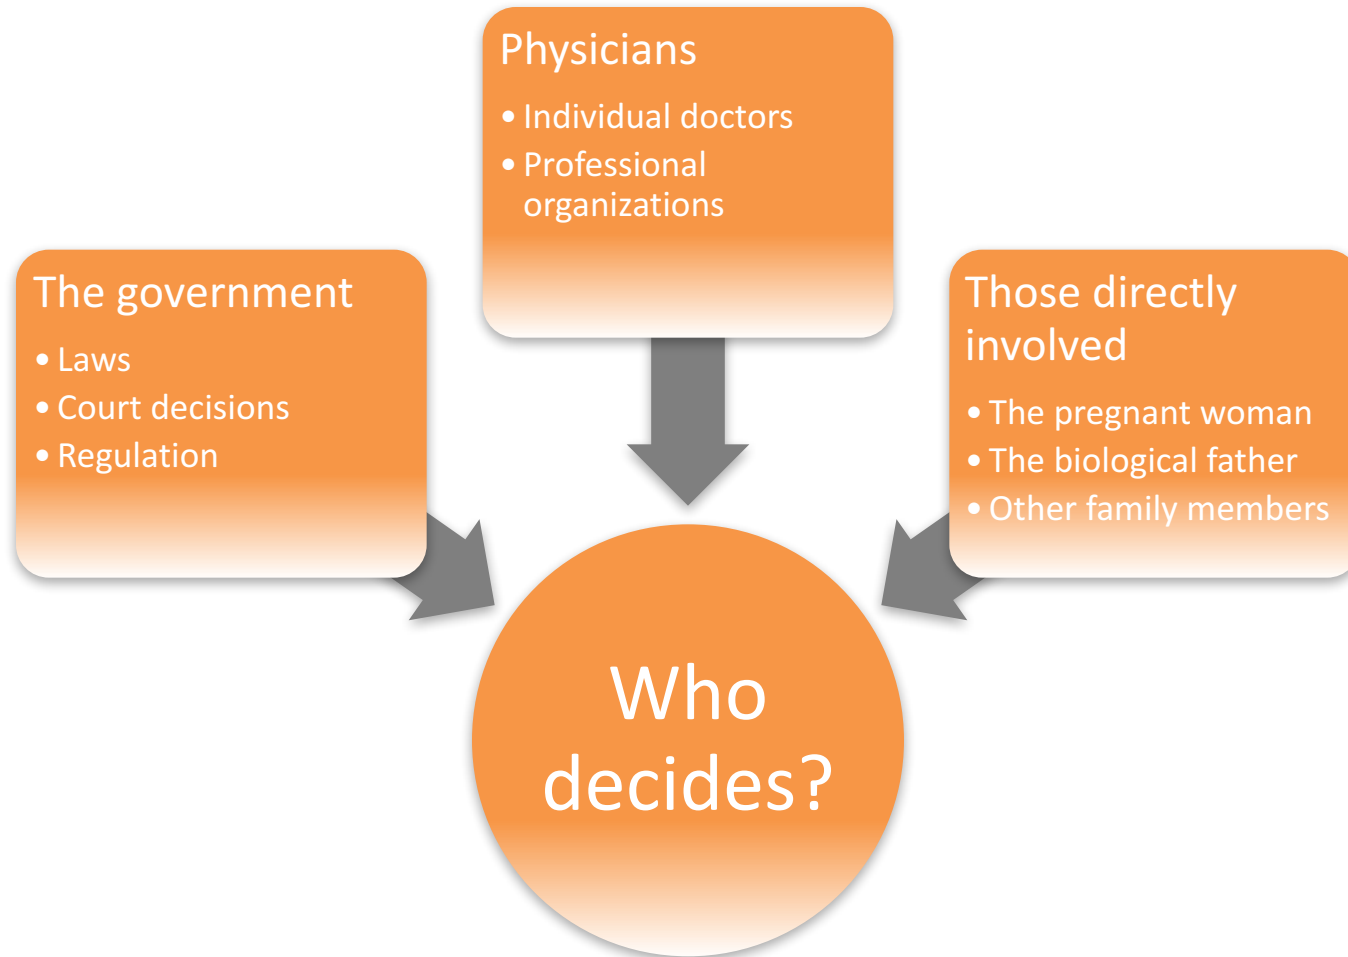 Physicians
• Individual doctors
• Professional
organizations
The government
• Laws
• Court decisions
• Regulation
Those directly
involved
• The pregnant woman
• The biological father
• Other family members
Who
decides?